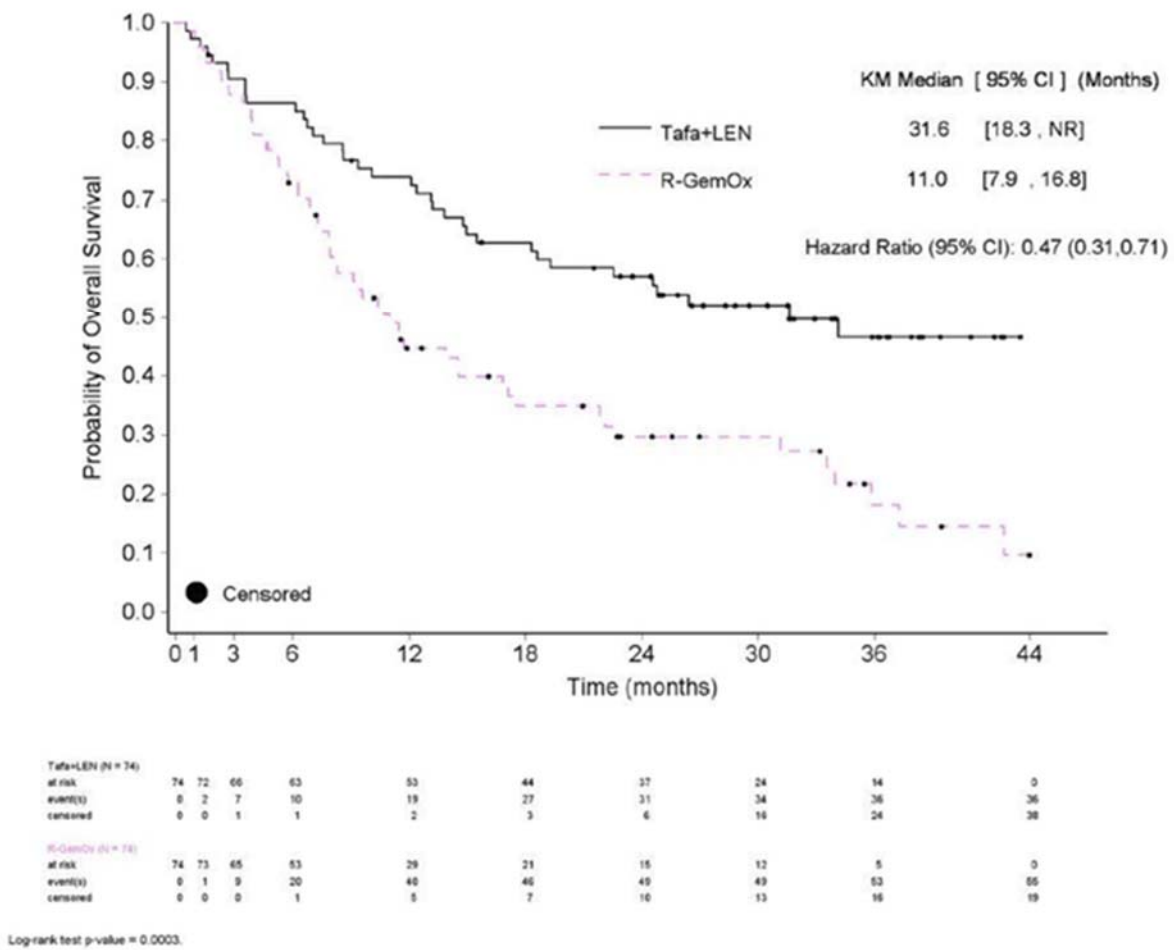 1.0
0.9
0.8
0.7
0.6
0.5
0.4
0.3
0.2
0.1
0.0
Probability of Overall Survival
KM Median [ 95% CI ] (Months)
Tafa+LEN 31.6 [18.3 , NR]
R-GemOx 11.0 [7.9 , 16.8]
Hazard Ratio (95% CI): 0.47 (0.31,0.71)
Censored
0 1 3 6 12 18 24 30 36 44
Time (months)
Tafa+LEN (N = 74)
at risk 74 72 66 63 53 44 37 24 14 0
event(s) 0 2 7 10 19 27 31 34 36 36
censored 0 0 1 1 2 3 6 16 24 38
R-GemOx (N = 74)
at risk 74 73 65 53 29 21 15 12 5 0
event(s) 0 1 9 20 40 46 49 49 53 55
censored 0 0 0 1 5 7 10 13 16 19
Log-rank test p-value = 0.0003.